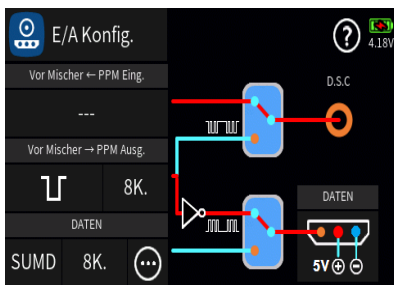 E/A Konfig.
?
4.18V
Vor Mischer ← PPM Eing.
---
D.S.C
Vor Mischer → PPM Ausg.
8K.
DATEN
DATEN
SUMD 8K.
5V + −